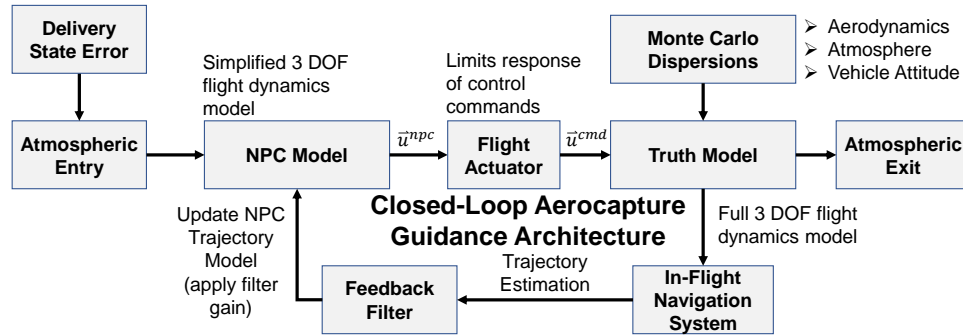 Delivery
State Error
Simplified 3 DOF
flight dynamics
model
Limits response
of control
commands
Monte Carlo
Dispersions
➢ Aerodynamics
➢ Atmosphere
➢ Vehicle Attitude
Atmospheric
Entry
NPC Model
u⃗^npc
Flight
Actuator
u⃗^cmd
Truth Model
Atmospheric
Exit
Closed-Loop Aerocapture
Guidance Architecture
Update NPC
Trajectory
Model
(apply filter
gain)
Full 3 DOF flight
dynamics model
Feedback
Filter
Trajectory
Estimation
In-Flight
Navigation
System